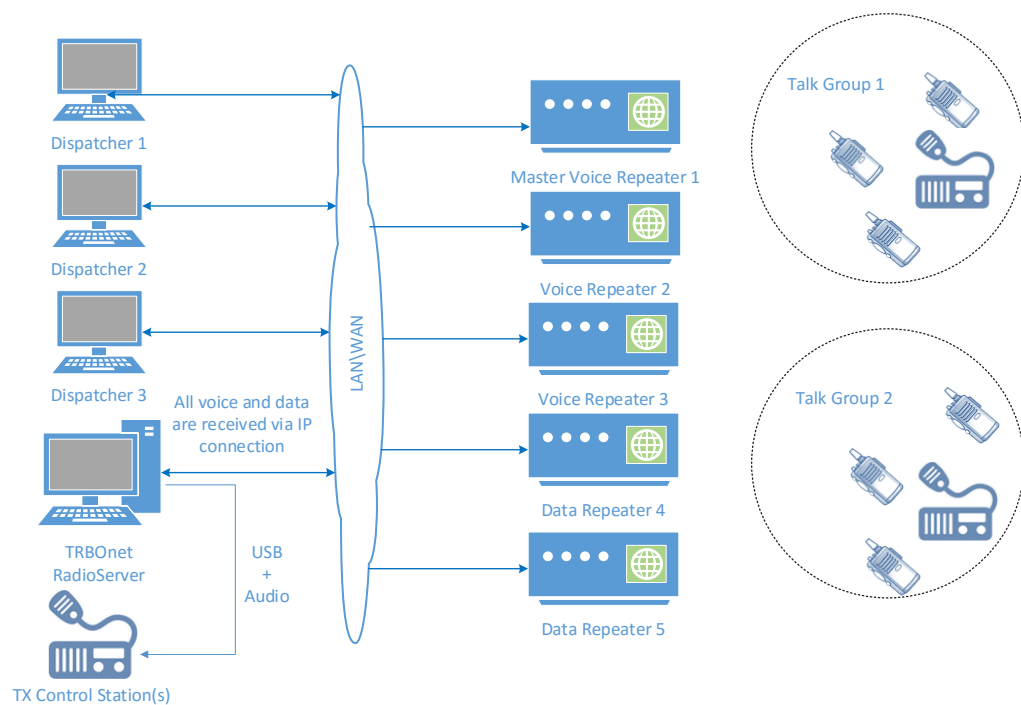 Dispatcher 1
Dispatcher 2
Dispatcher 3
All voice and data
are received via IP
connection
TRBOnet
RadioServer
USB
+
Audio
TX Control Station(s)
LAN\WAN
Master Voice Repeater 1
Voice Repeater 2
Voice Repeater 3
Data Repeater 4
Data Repeater 5
Talk Group 1
Talk Group 2